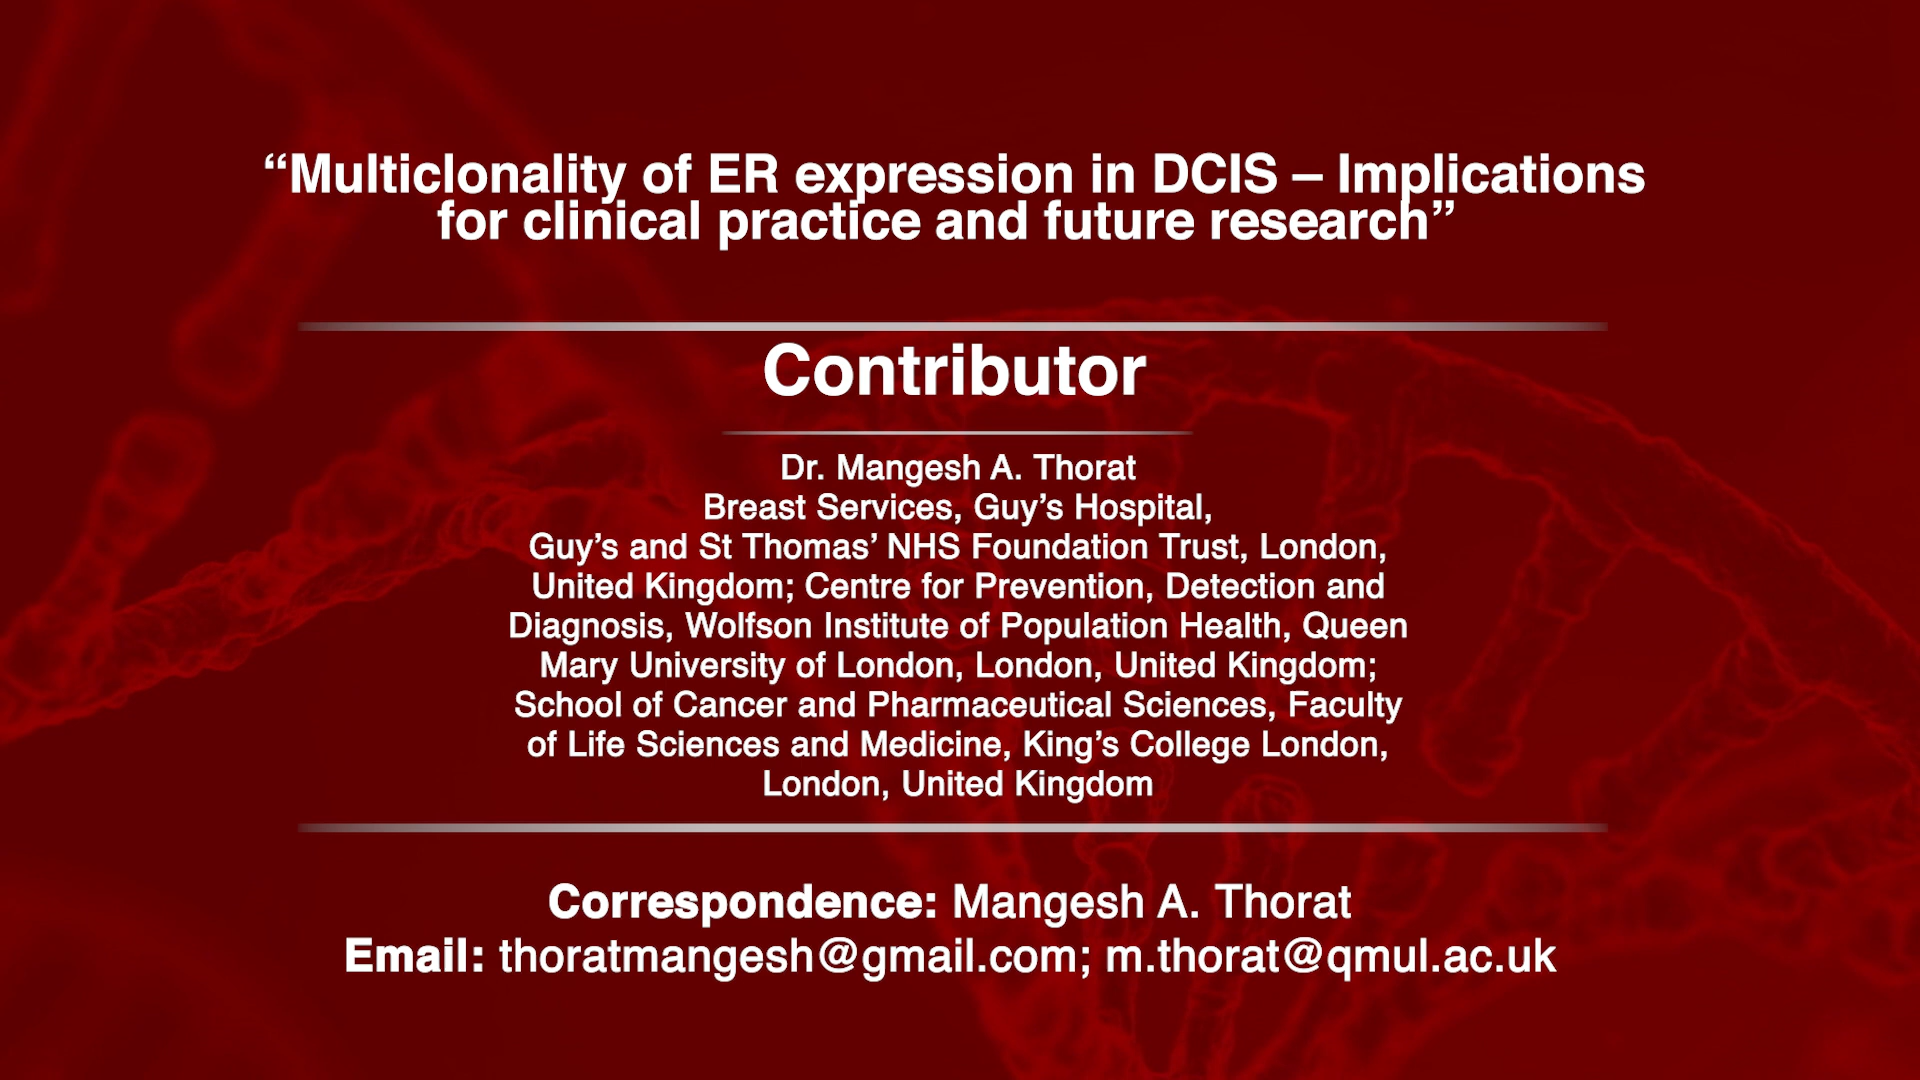 “Multiclonality of ER expression in DCIS – Implications
for clinical practice and future research”
Contributor
Dr. Mangesh A. Thorat
Breast Services, Guy’s Hospital,
Guy’s and St Thomas’ NHS Foundation Trust, London,
United Kingdom; Centre for Prevention, Detection and
Diagnosis, Wolfson Institute of Population Health, Queen
Mary University of London, London, United Kingdom;
School of Cancer and Pharmaceutical Sciences, Faculty
of Life Sciences and Medicine, King’s College London,
London, United Kingdom
Correspondence: Mangesh A. Thorat
Email: thoratmangesh@gmail.com; m.thorat@qmul.ac.uk